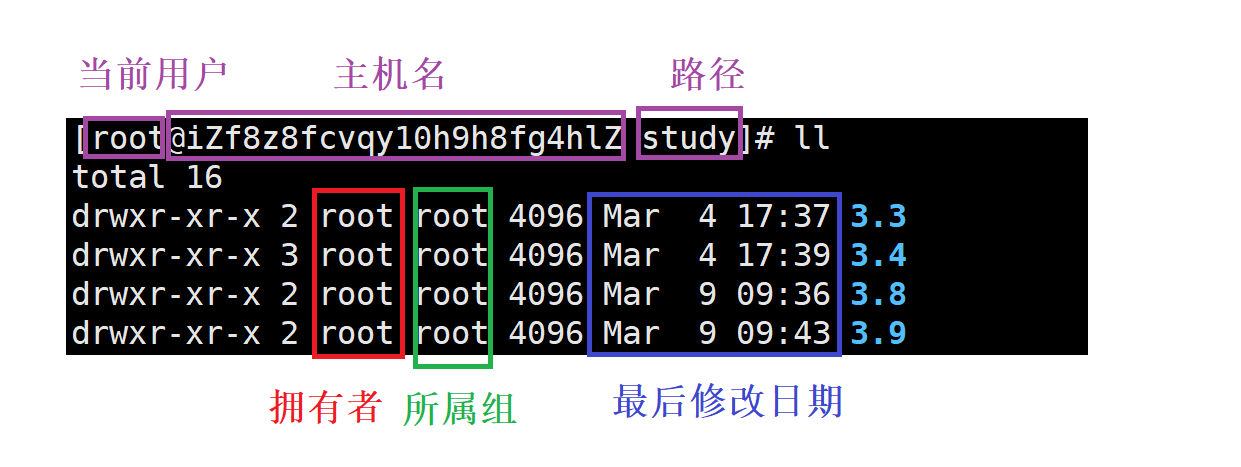 当前用户 主机名 路径
[root@iZf8z8fcvqy10h9h8fg4hlZ study]# ll
total 16
drwxr-xr-x 2 root root 4096 Mar  4 17:37 3.3
drwxr-xr-x 3 root root 4096 Mar  4 17:39 3.4
drwxr-xr-x 2 root root 4096 Mar  9 09:36 3.8
drwxr-xr-x 2 root root 4096 Mar  9 09:43 3.9
拥有者 所属组 最后修改日期